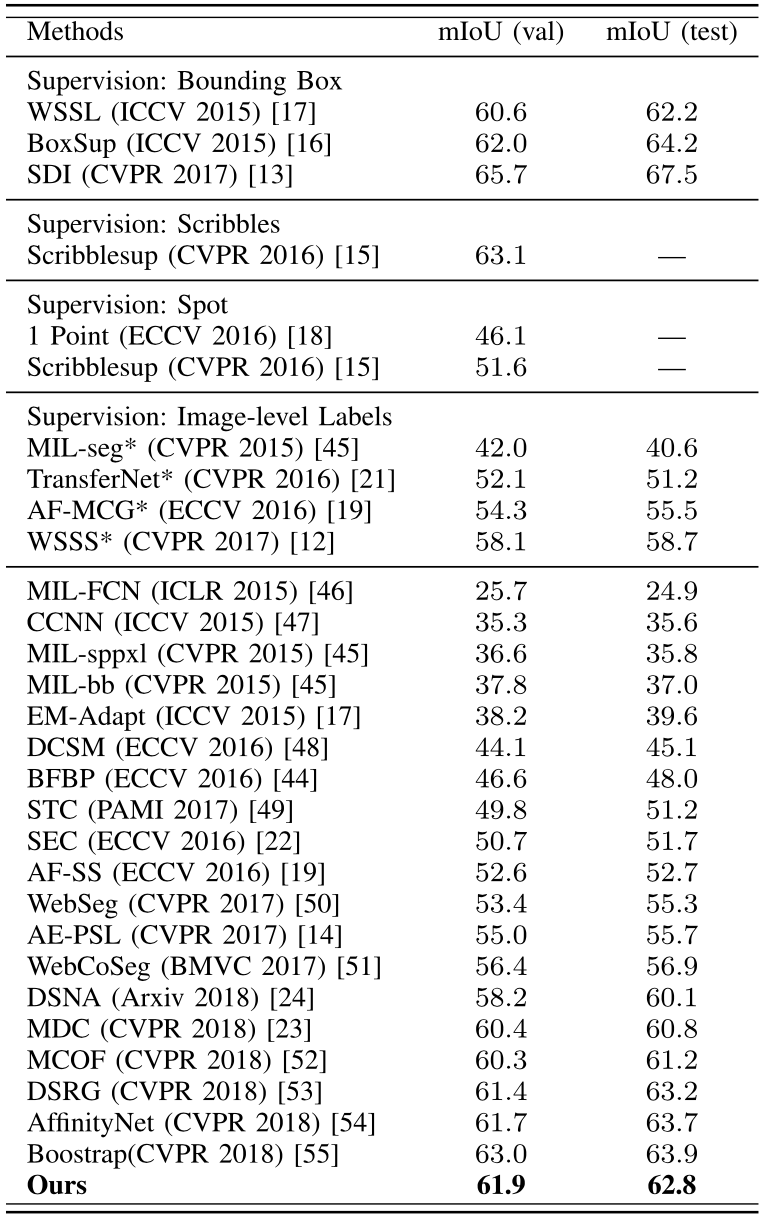 Methods mIoU (val) mIoU (test)
Supervision: Bounding Box
WSSL (ICCV 2015) [17] 60.6 62.2
BoxSup (ICCV 2015) [16] 62.0 64.2
SDI (CVPR 2017) [13] 65.7 67.5
Supervision: Scribbles
Scribblesup (CVPR 2016) [15] 63.1 —
Supervision: Spot
1 Point (ECCV 2016) [18] 46.1 —
Scribblesup (CVPR 2016) [15] 51.6 —
Supervision: Image-level Labels
MIL-seg* (CVPR 2015) [45] 42.0 40.6
TransferNet* (CVPR 2016) [21] 52.1 51.2
AF-MCG* (ECCV 2016) [19] 54.3 55.5
WSSS* (CVPR 2017) [12] 58.1 58.7
MIL-FCN (ICLR 2015) [46] 25.7 24.9
CCNN (ICCV 2015) [47] 35.3 35.6
MIL-sppxl (CVPR 2015) [45] 36.6 35.8
MIL-bb (CVPR 2015) [45] 37.8 37.0
EM-Adapt (ICCV 2015) [17] 38.2 39.6
DCSM (ECCV 2016) [48] 44.1 45.1
BFBP (ECCV 2016) [44] 46.6 48.0
STC (PAMI 2017) [49] 49.8 51.2
SEC (ECCV 2016) [22] 50.7 51.7
AF-SS (ECCV 2016) [19] 52.6 52.7
WebSeg (CVPR 2017) [50] 53.4 55.3
AE-PSL (CVPR 2017) [14] 55.0 55.7
WebCoSeg (BMVC 2017) [51] 56.4 56.9
DSNA (Arxiv 2018) [24] 58.2 60.1
MDC (CVPR 2018) [23] 60.4 60.8
MCOF (CVPR 2018) [52] 60.3 61.2
DSRG (CVPR 2018) [53] 61.4 63.2
AffinityNet (CVPR 2018) [54] 61.7 63.7
Boostrap(CVPR 2018) [55] 63.0 63.9
Ours 61.9 62.8